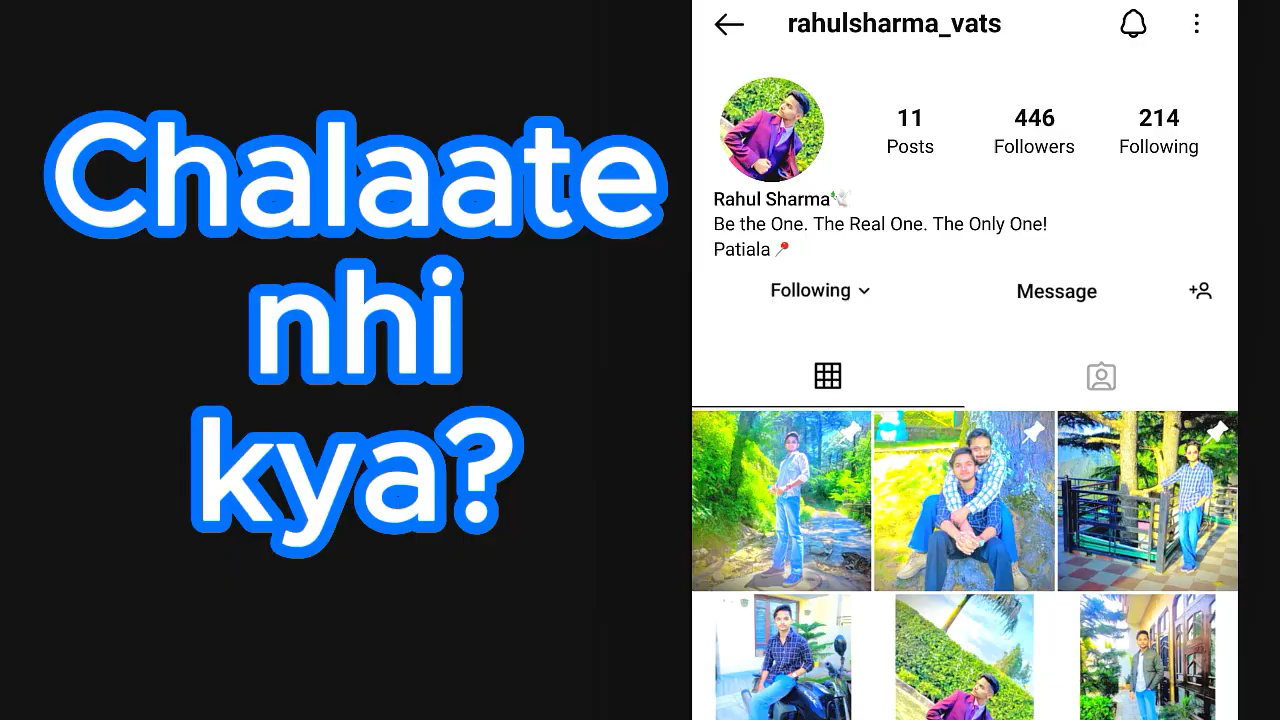 Chalaate
nhi
kya?
rahulsharma_vats
11 446 214
Posts Followers Following
Rahul Sharma🕊️
Be the One. The Real One. The Only One!
Patiala📍
Following Message